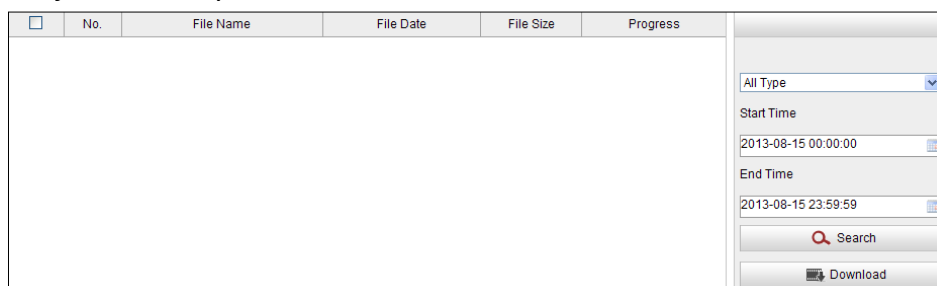 No. File Name File Date File Size Progress
All Type
Start Time
2013-08-15 00:00:00
End Time
2013-08-15 23:59:59
Search
Download